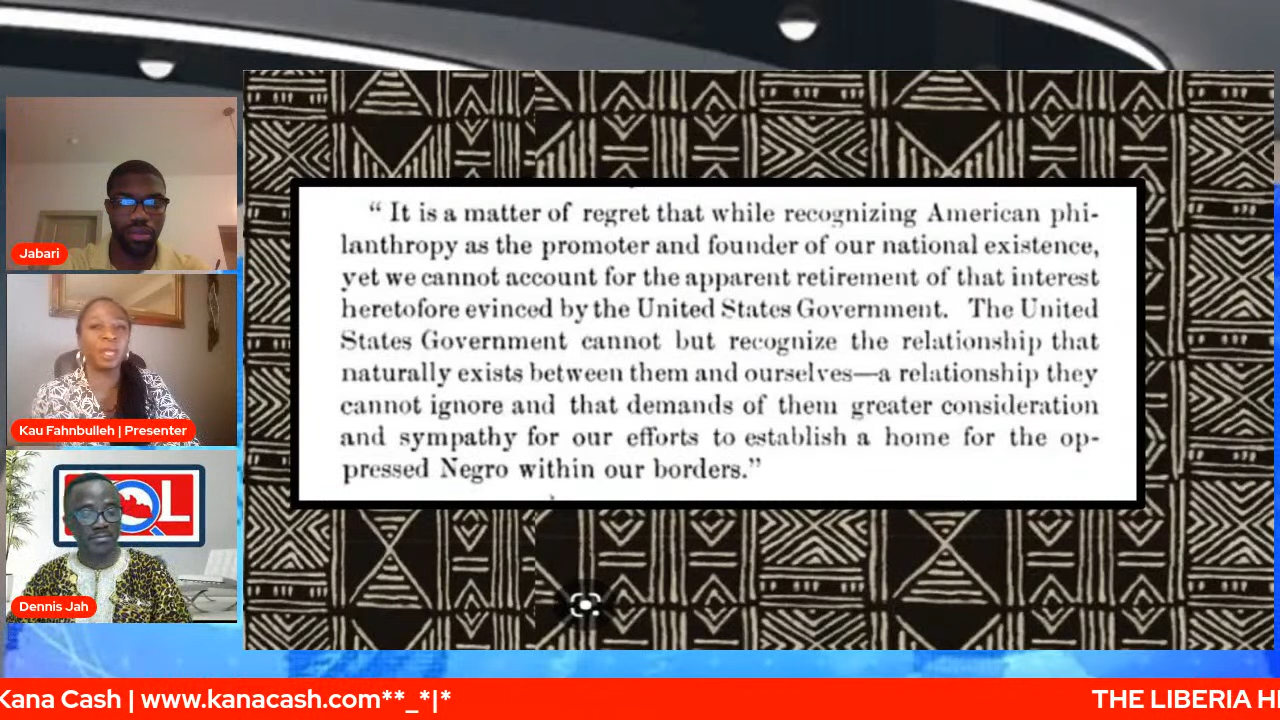 Jabari
Kau Fahnbulleh | Presenter
OL
Dennis Jah
“ It is a matter of regret that while recognizing American phi-
lanthropy as the promoter and founder of our national existence,
yet we cannot account for the apparent retirement of that interest
heretofore evinced by the United States Government. The United
States Government cannot but recognize the relationship that
naturally exists between them and ourselves—a relationship they
cannot ignore and that demands of them greater consideration
and sympathy for our efforts to establish a home for the op-
pressed Negro within our borders.”
Kana Cash | www.kanacash.com**_*|*
THE LIBERIA HI